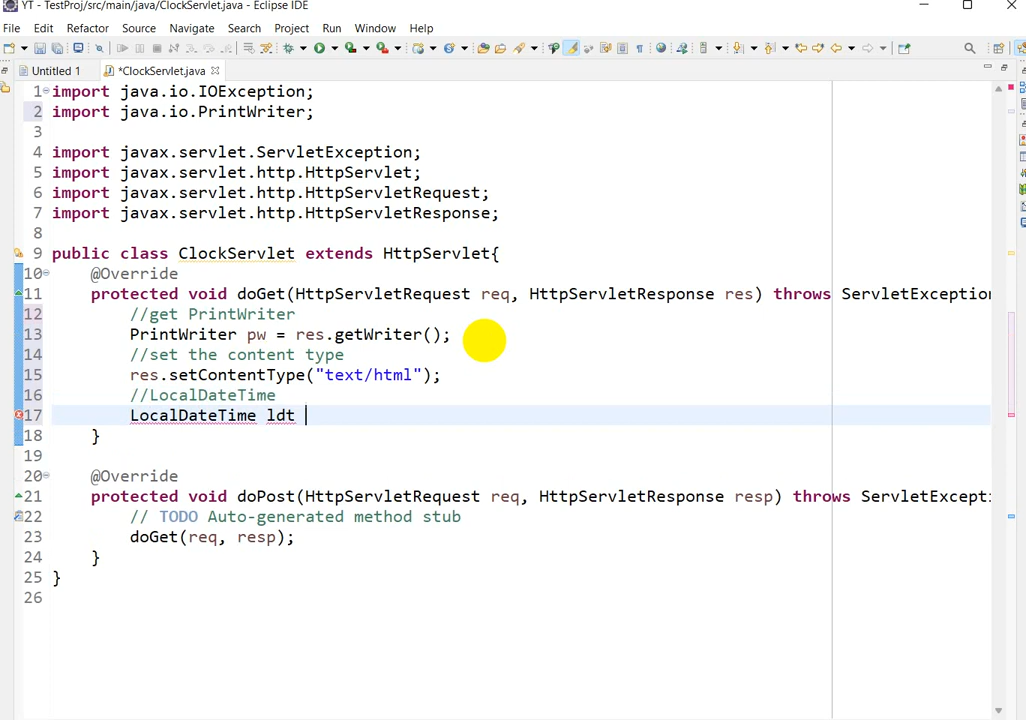 YT - TestProj/src/main/java/ClockServlet.java - Eclipse IDE
File Edit Refactor Source Navigate Search Project Run Window Help
Untitled 1 *ClockServlet.java
1 import java.io.IOException;
2 import java.io.PrintWriter;
3
4 import javax.servlet.ServletException;
5 import javax.servlet.http.HttpServlet;
6 import javax.servlet.http.HttpServletRequest;
7 import javax.servlet.http.HttpServletResponse;
8
9 public class ClockServlet extends HttpServlet{
10 @Override
11 protected void doGet(HttpServletRequest req, HttpServletResponse res) throws ServletException
12 //get PrintWriter
13 PrintWriter pw = res.getWriter();
14 //set the content type
15 res.setContentType("text/html");
16 //LocalDateTime
17 LocalDateTime ldt
18 }
19
20 @Override
21 protected void doPost(HttpServletRequest req, HttpServletResponse resp) throws ServletExcept
22 // TODO Auto-generated method stub
23 doGet(req, resp);
24 }
25 }
26